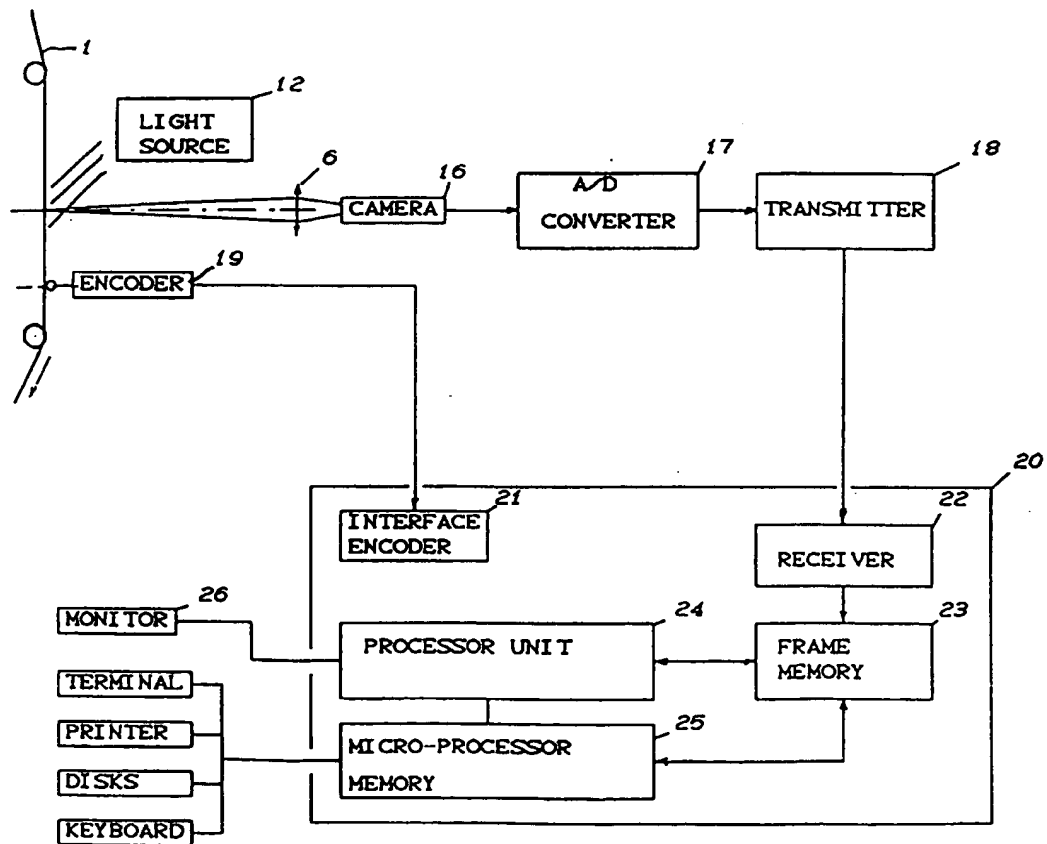 1
12
LIGHT
SOURCE
6
16
CAMERA
17
A/D
CONVERTER
18
TRANSMITTER
19
ENCODER
20
21
INTERFACE
ENCODER
22
RECEIVER
26
MONITOR
24
PROCESSOR UNIT
23
FRAME
MEMORY
TERMINAL
PRINTER
DISKS
KEYBOARD
25
MICRO-PROCESSOR
MEMORY